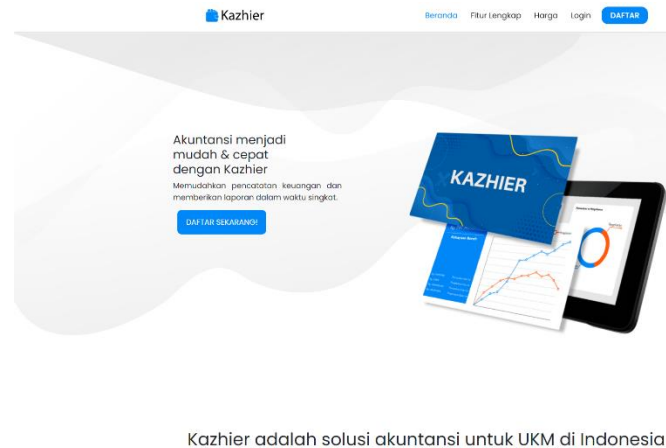 Kazhier
Beranda Fitur Lengkap Harga Login DAFTAR
Akuntansi menjadi
mudah & cepat
dengan Kazhier
Memudahkan pencatatan keuangan dan
memberikan laporan dalam waktu singkat.
DAFTAR SEKARANG!
KAZHIER
Kazhier adalah solusi akuntansi untuk UKM di Indonesia